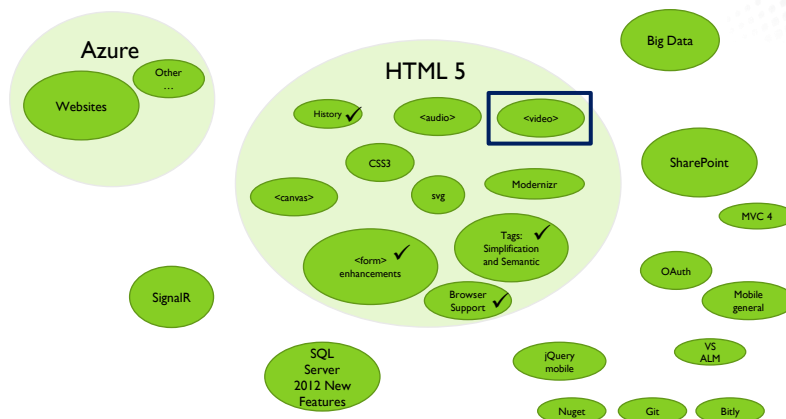 Azure
Other
…
Websites
HTML 5
History
<audio>
<video>
CSS3
<canvas>
svg
Modernizr
<form>
enhancements
Tags:
Simplification
and Semantic
Browser
Support
Big Data
SharePoint
MVC 4
OAuth
Mobile
general
SignalR
SQL
Server
2012 New
Features
jQuery
mobile
VS
ALM
Nuget
Git
Bitly